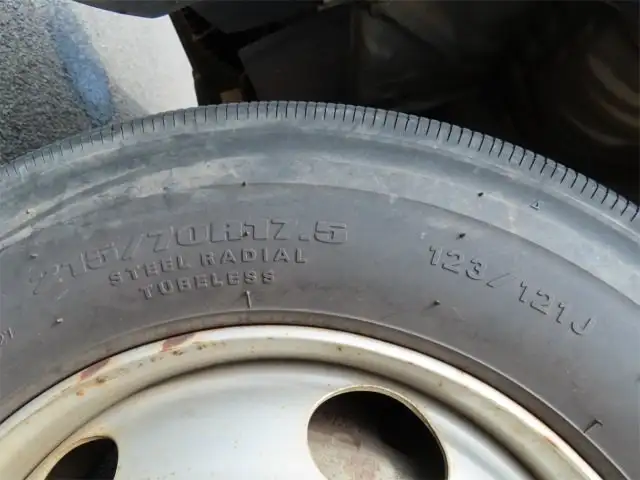 215/70R17.5
STEEL RADIAL
TUBELESS
123/121J